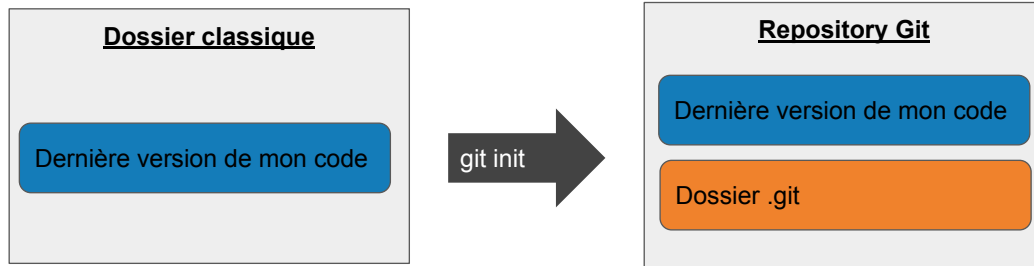 Dossier classique
Dernière version de mon code
git init
Repository Git
Dernière version de mon code
Dossier .git